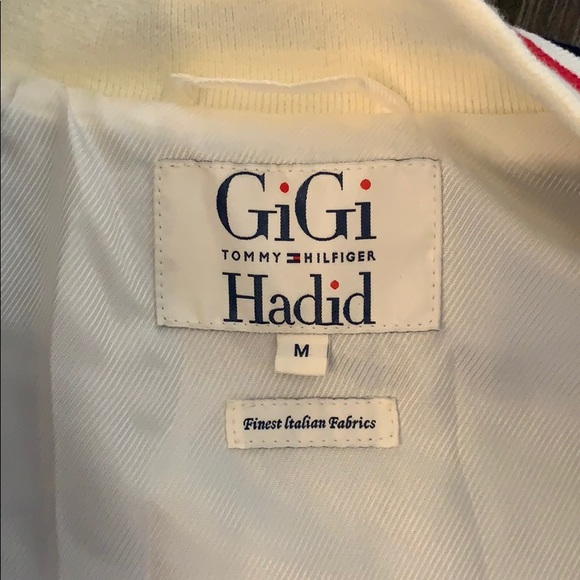 GiGi
TOMMY HILFIGER
Hadid
M
Finest Italian Fabrics